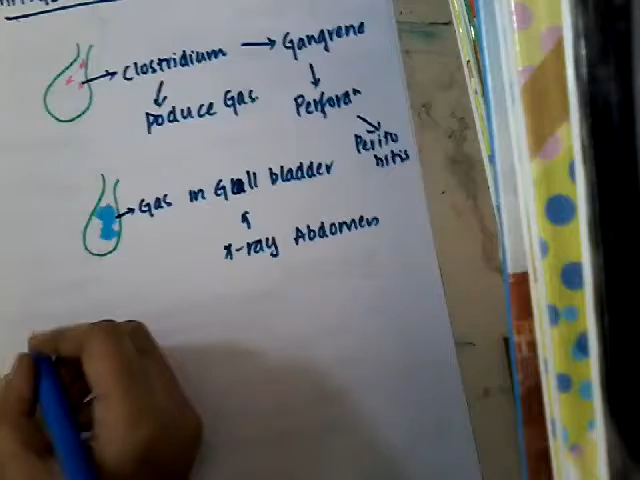 Clostridium → Gangrene
↓
Poduce Gas
↓
Perforan
Perito
nitis
→ Gas in Gall bladder
↑
x-ray Abdomen